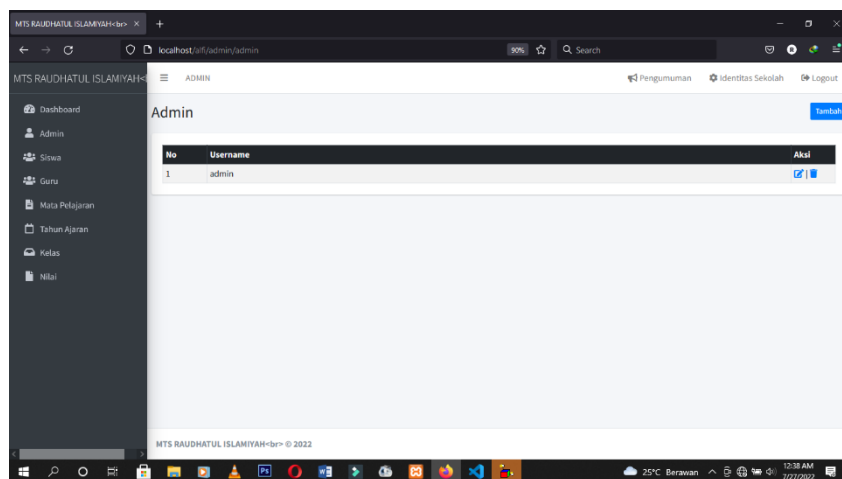 MTS RAUDHATUL ISLAMIYAH<br> × +
localhost/alfi/admin/admin 90% Search
MTS RAUDHATUL ISLAMIYAH< ADMIN Pengumuman Identitas Sekolah Logout
Dashboard
Admin
Siswa
Guru
Mata Pelajaran
Tahun Ajaran
Kelas
Nilai
Admin Tambah
No Username Aksi
1 admin |
MTS RAUDHATUL ISLAMIYAH<br> © 2022
25°C Berawan 12:38 AM
7/27/2022